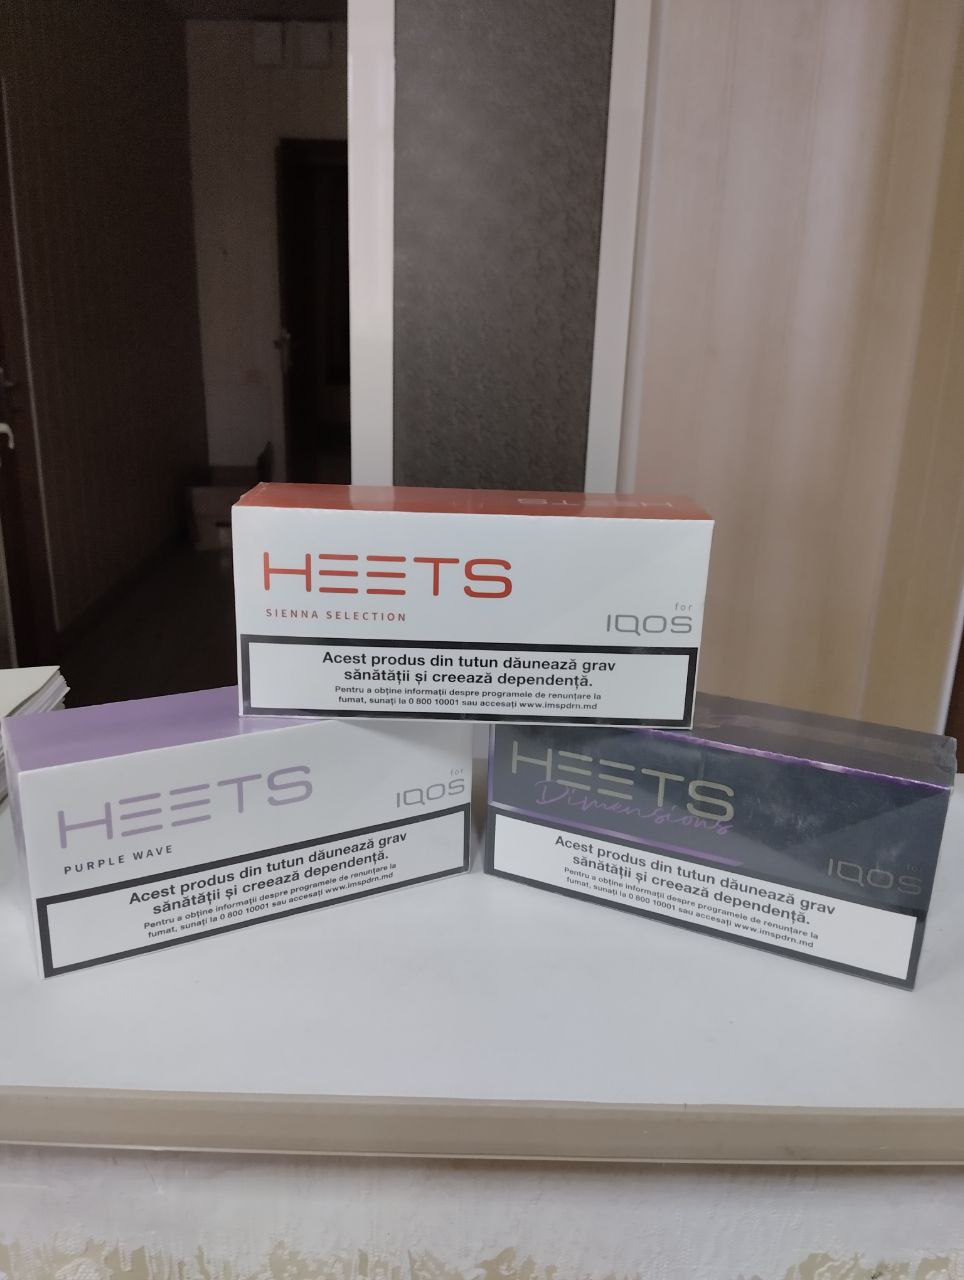 HEETS
HEETS
SIENNA SELECTION
for
IQOS
Acest produs din tutun dăunează grav
sănătății și creează dependență.
Pentru a obține informații despre programele de renunțare la
fumat, sunați la 0 800 10001 sau accesați www.imspdrn.md
HEETS
PURPLE WAVE
for
IQOS
Acest produs din tutun dăunează grav
sănătății și creează dependență.
Pentru a obține informații despre programele de renunțare la
fumat, sunați la 0 800 10001 sau accesați www.imspdrn.md
HEETS
Dimensions
for
IQOS
Acest produs din tutun dăunează grav
sănătății și creează dependență.
Pentru a obține informații despre programele de renunțare la
fumat, sunați la 0 800 10001 sau accesați www.imspdrn.md